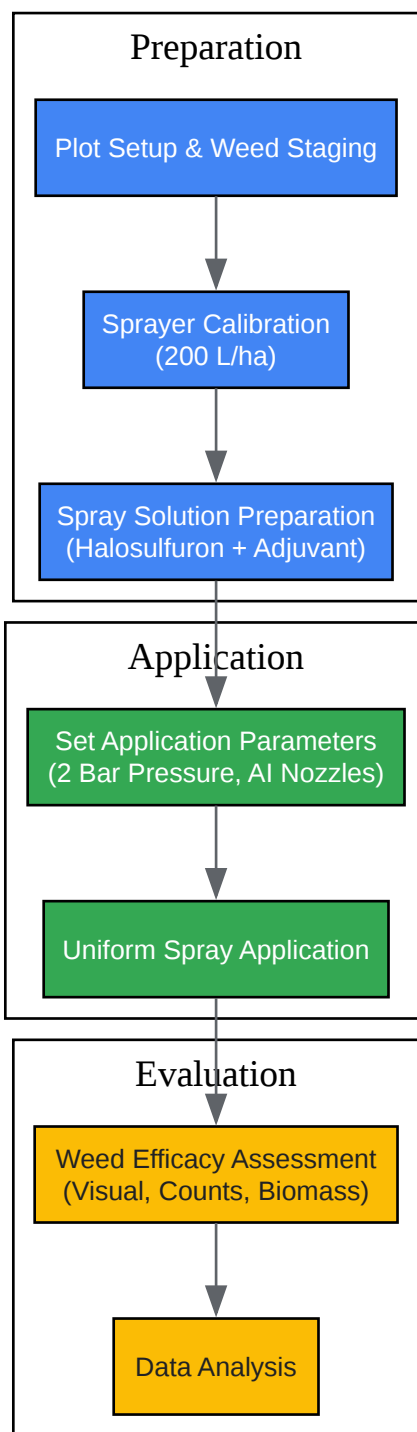 Preparation
Plot Setup & Weed Staging
Sprayer Calibration
(200 L/ha)
Spray Solution Preparation
(Halosulfuron + Adjuvant)
Application
Set Application Parameters
(2 Bar Pressure, AI Nozzles)
Uniform Spray Application
Evaluation
Weed Efficacy Assessment
(Visual, Counts, Biomass)
Data Analysis